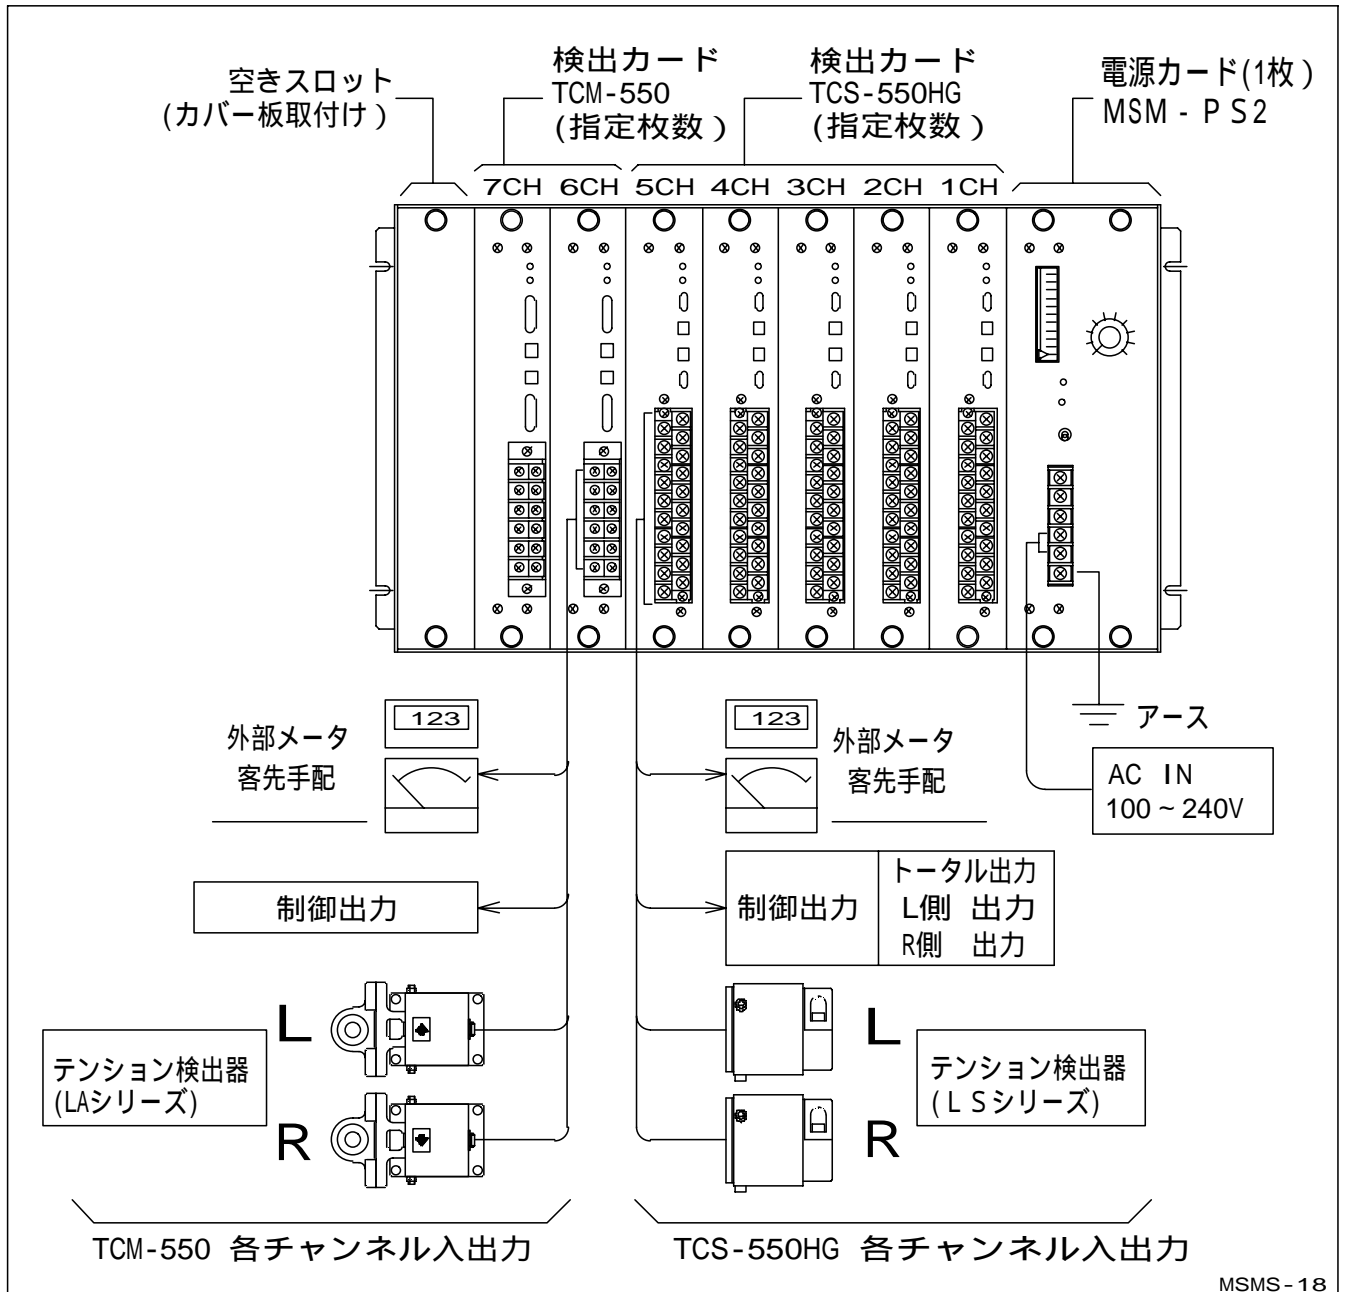 空きスロット
(カバー板取付け)
検出カード
TCM-550
(指定枚数)
検出カード
TCS-550HG
(指定枚数)
電源カード(1枚)
MSM - PS2
7CH 6CH 5CH 4CH 3CH 2CH 1CH
外部メータ
客先手配
123
123
外部メータ
客先手配
アース
AC IN
100~240V
制御出力
制御出力
トータル出力
L側 出力
R側 出力
L
R
テンション検出器
(LAシリーズ)
L
R
テンション検出器
(LSシリーズ)
TCM-550 各チャンネル入出力
TCS-550HG 各チャンネル入出力
MSMS-18